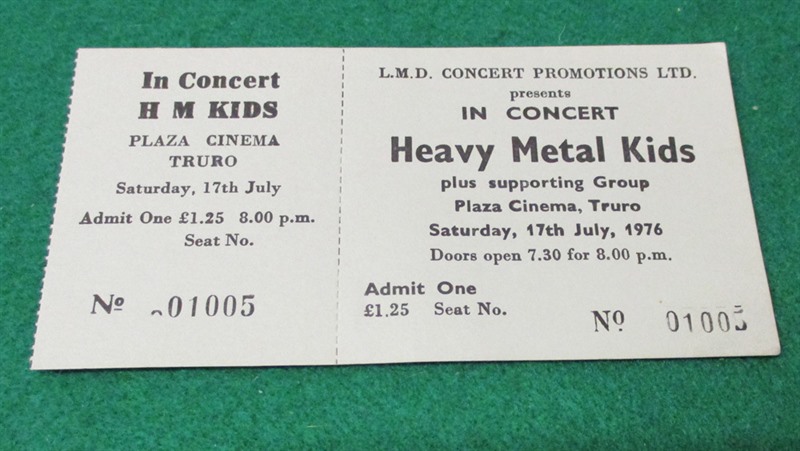 In Concert
H M KIDS
PLAZA CINEMA
TRURO
Saturday, 17th July
Admit One £1.25 8.00 p.m.
Seat No.
Nº 01005
L.M.D. CONCERT PROMOTIONS LTD.
presents
IN CONCERT
Heavy Metal Kids
plus supporting Group
Plaza Cinema, Truro
Saturday, 17th July, 1976
Doors open 7.30 for 8.00 p.m.
Admit One
£1.25 Seat No.
Nº 01005